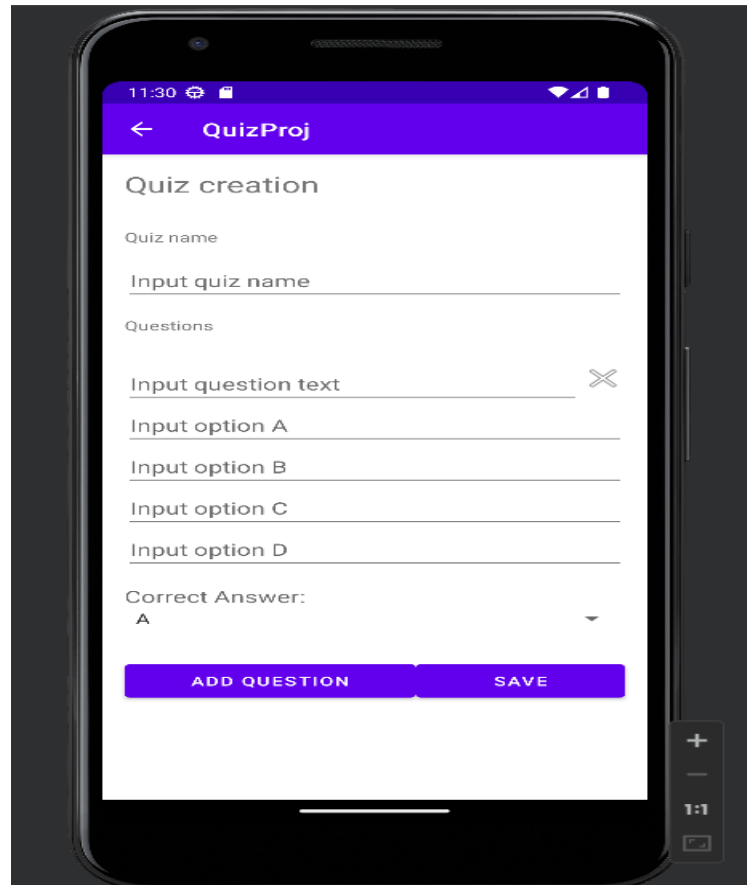 11:30
QuizProj
Quiz creation
Quiz name
Input quiz name
Questions
Input question text
Input option A
Input option B
Input option C
Input option D
Correct Answer:
A
ADD QUESTION SAVE
1:1